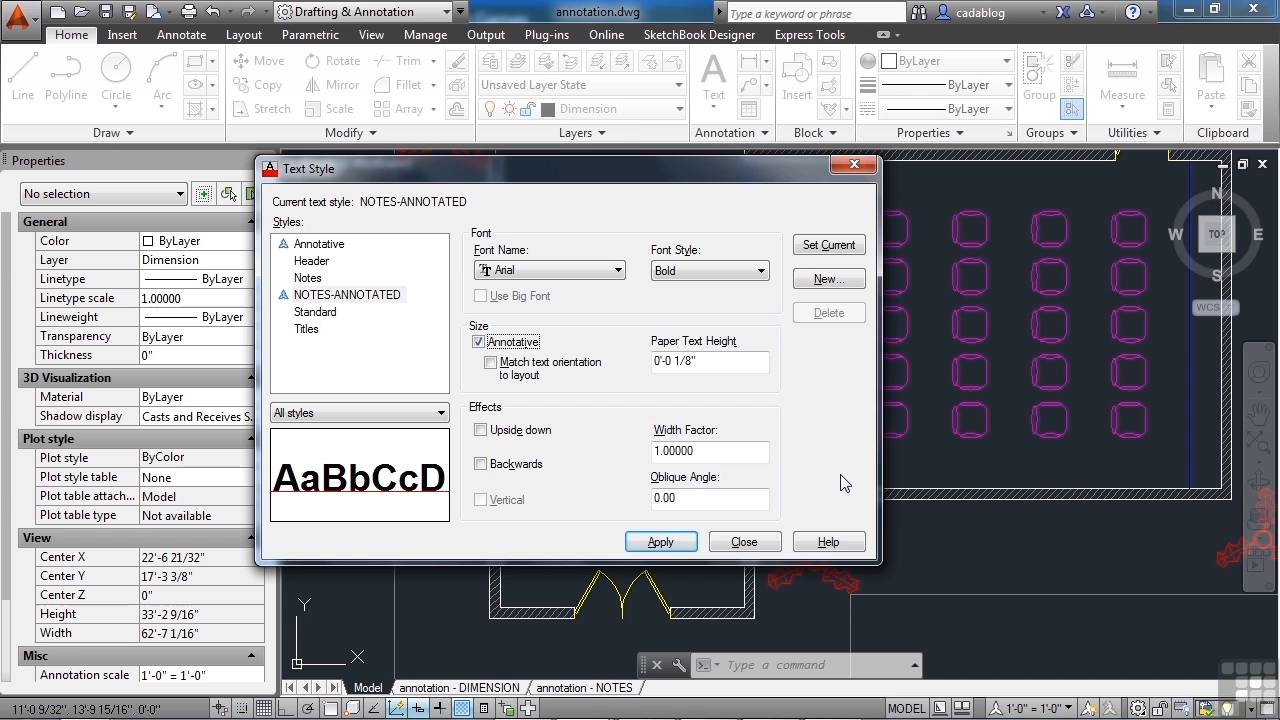 Drafting & Annotation
annotation.dwg
Type a keyword or phrase
cadablog
Home Insert Annotate Layout Parametric View Manage Output Plug-ins Online SketchBook Designer Express Tools
Line Polyline Circle Arc
Move Rotate Trim
Copy Mirror Fillet
Stretch Scale Array
Unsaved Layer State
Dimension
Text
Insert
ByLayer
ByLayer
ByLayer
Group
Measure
Paste
Draw Modify Layers Annotation Block Properties Groups Utilities Clipboard
Properties
No selection
General
Color ByLayer
Layer Dimension
Linetype ByLayer
Linetype scale 1.00000
Lineweight ByLayer
Transparency ByLayer
Thickness 0"
3D Visualization
Material ByLayer
Shadow display Casts and Receives S...
Plot style
Plot style ByColor
Plot style table None
Plot table attach... Model
Plot table type Not available
View
Center X 22'-6 21/32"
Center Y 17'-3 3/8"
Center Z 0"
Height 33'-2 9/16"
Width 62'-7 1/16"
Misc
Annotation scale 1'-0" = 1'-0"
Text Style
Current text style: NOTES-ANNOTATED
Styles:
Annotative
Header
Notes
NOTES-ANNOTATED
Standard
Titles
All styles
AaBbCcD
Font
Font Name: Font Style:
Arial Bold
Use Big Font
Size
Annotative
Match text orientation
to layout
Paper Text Height
0'-0 1/8"
Effects
Upside down
Backwards
Vertical
Width Factor:
1.00000
Oblique Angle:
0.00
Set Current
New...
Delete
Apply Close Help
N
W TOP E
S
WCS
Y
X
Type a command
Model annotation - DIMENSION annotation - NOTES
11'-0 9/32", 13'-9 15/16", 0'-0" MODEL 1'-0" = 1'-0"